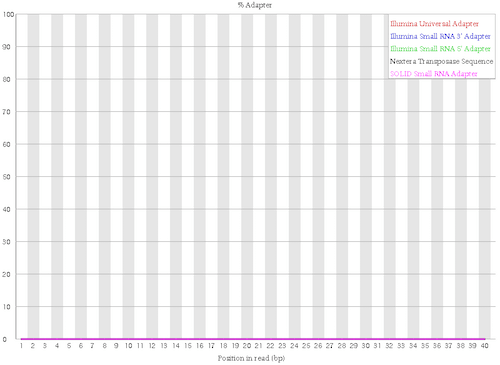 % Adapter
100
90
80
70
60
50
40
30
20
10
0
Illumina Universal Adapter
Illumina Small RNA 3' Adapter
Illumina Small RNA 5' Adapter
Nextera Transposase Sequence
SOLID Small RNA Adapter
1 2 3 4 5 6 7 8 9 10 11 12 13 14 15 16 17 18 19 20 21 22 23 24 25 26 27 28 29 30 31 32 33 34 35 36 37 38 39 40
Position in read (bp)